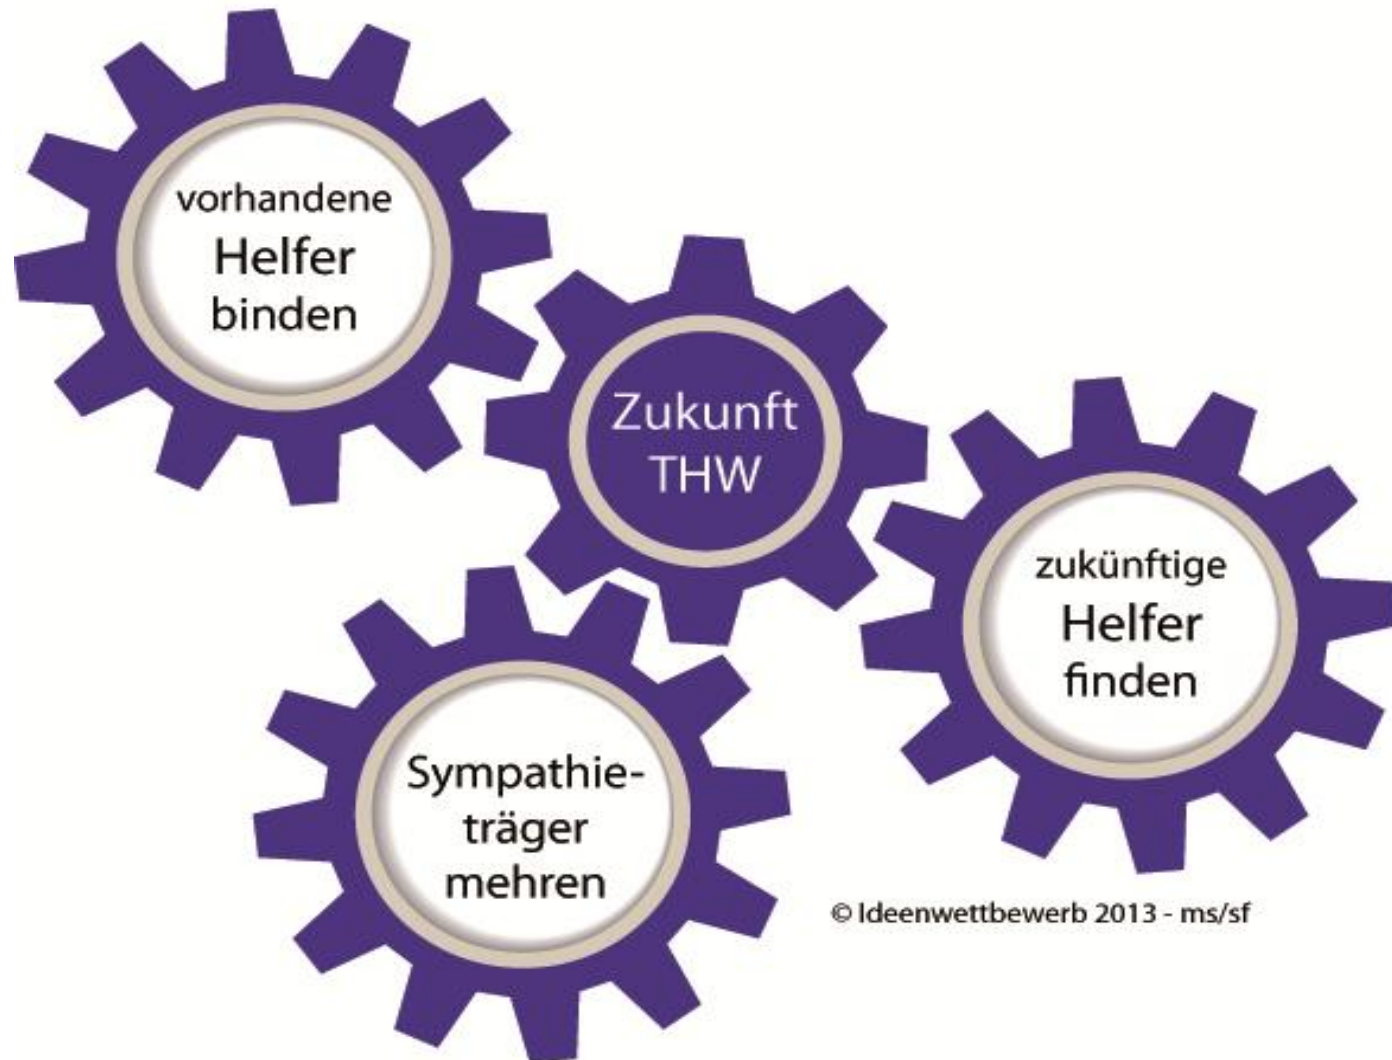 vorhandene
Helfer
binden
Zukunft
THW
zukünftige
Helfer
finden
Sympathie-
träger
mehren
© Ideenwettbewerb 2013 - ms/sf